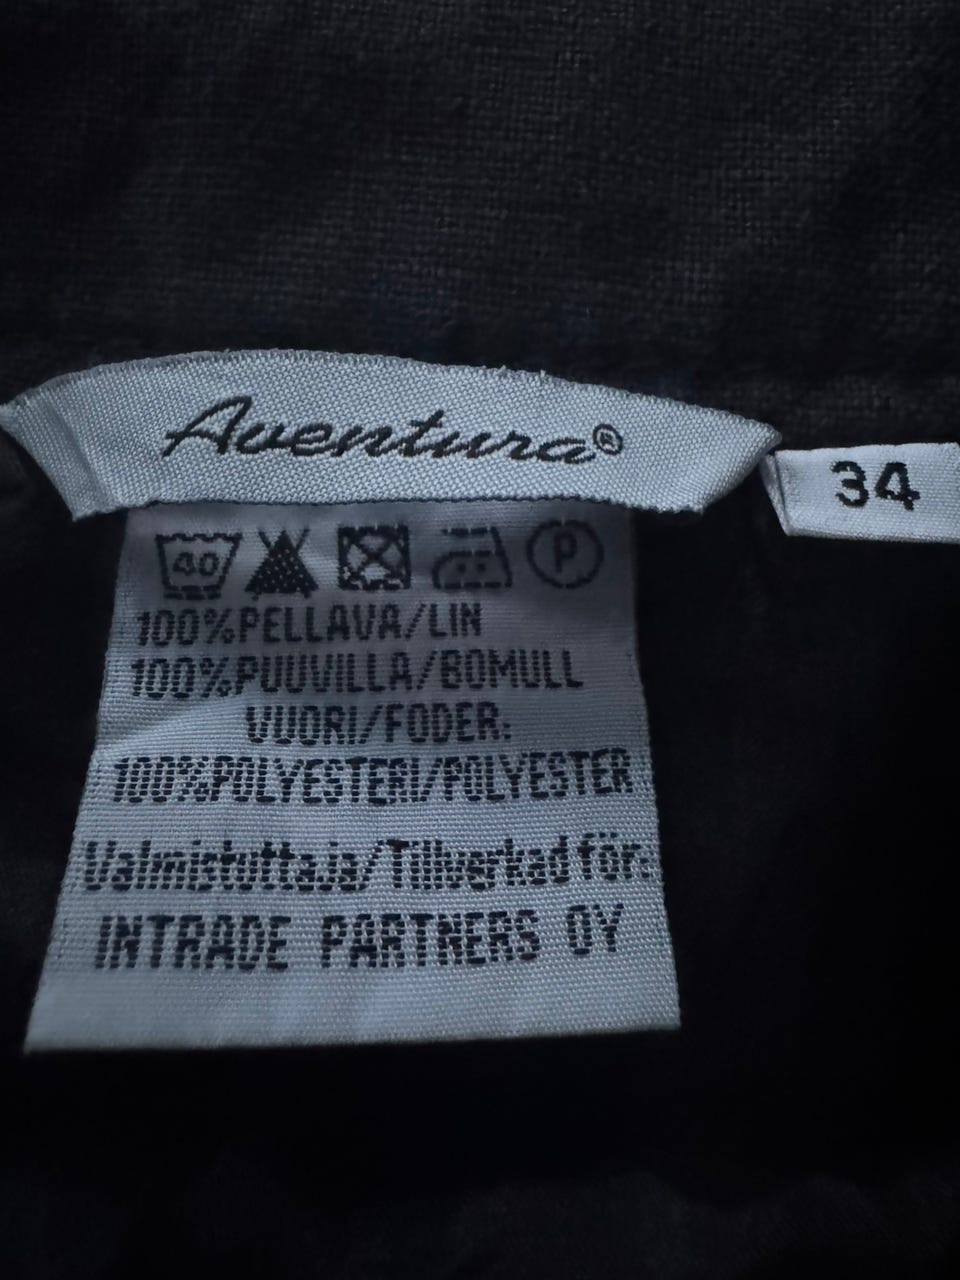 Aventura®
34
40 P
100%PELLAVA/LIN
100%PUUVILLA/BOMULL
VUORI/FODER:
100%POLYESTERI/POLYESTER
Valmistuttaja/Tillverkad för:
INTRADE PARTNERS OY